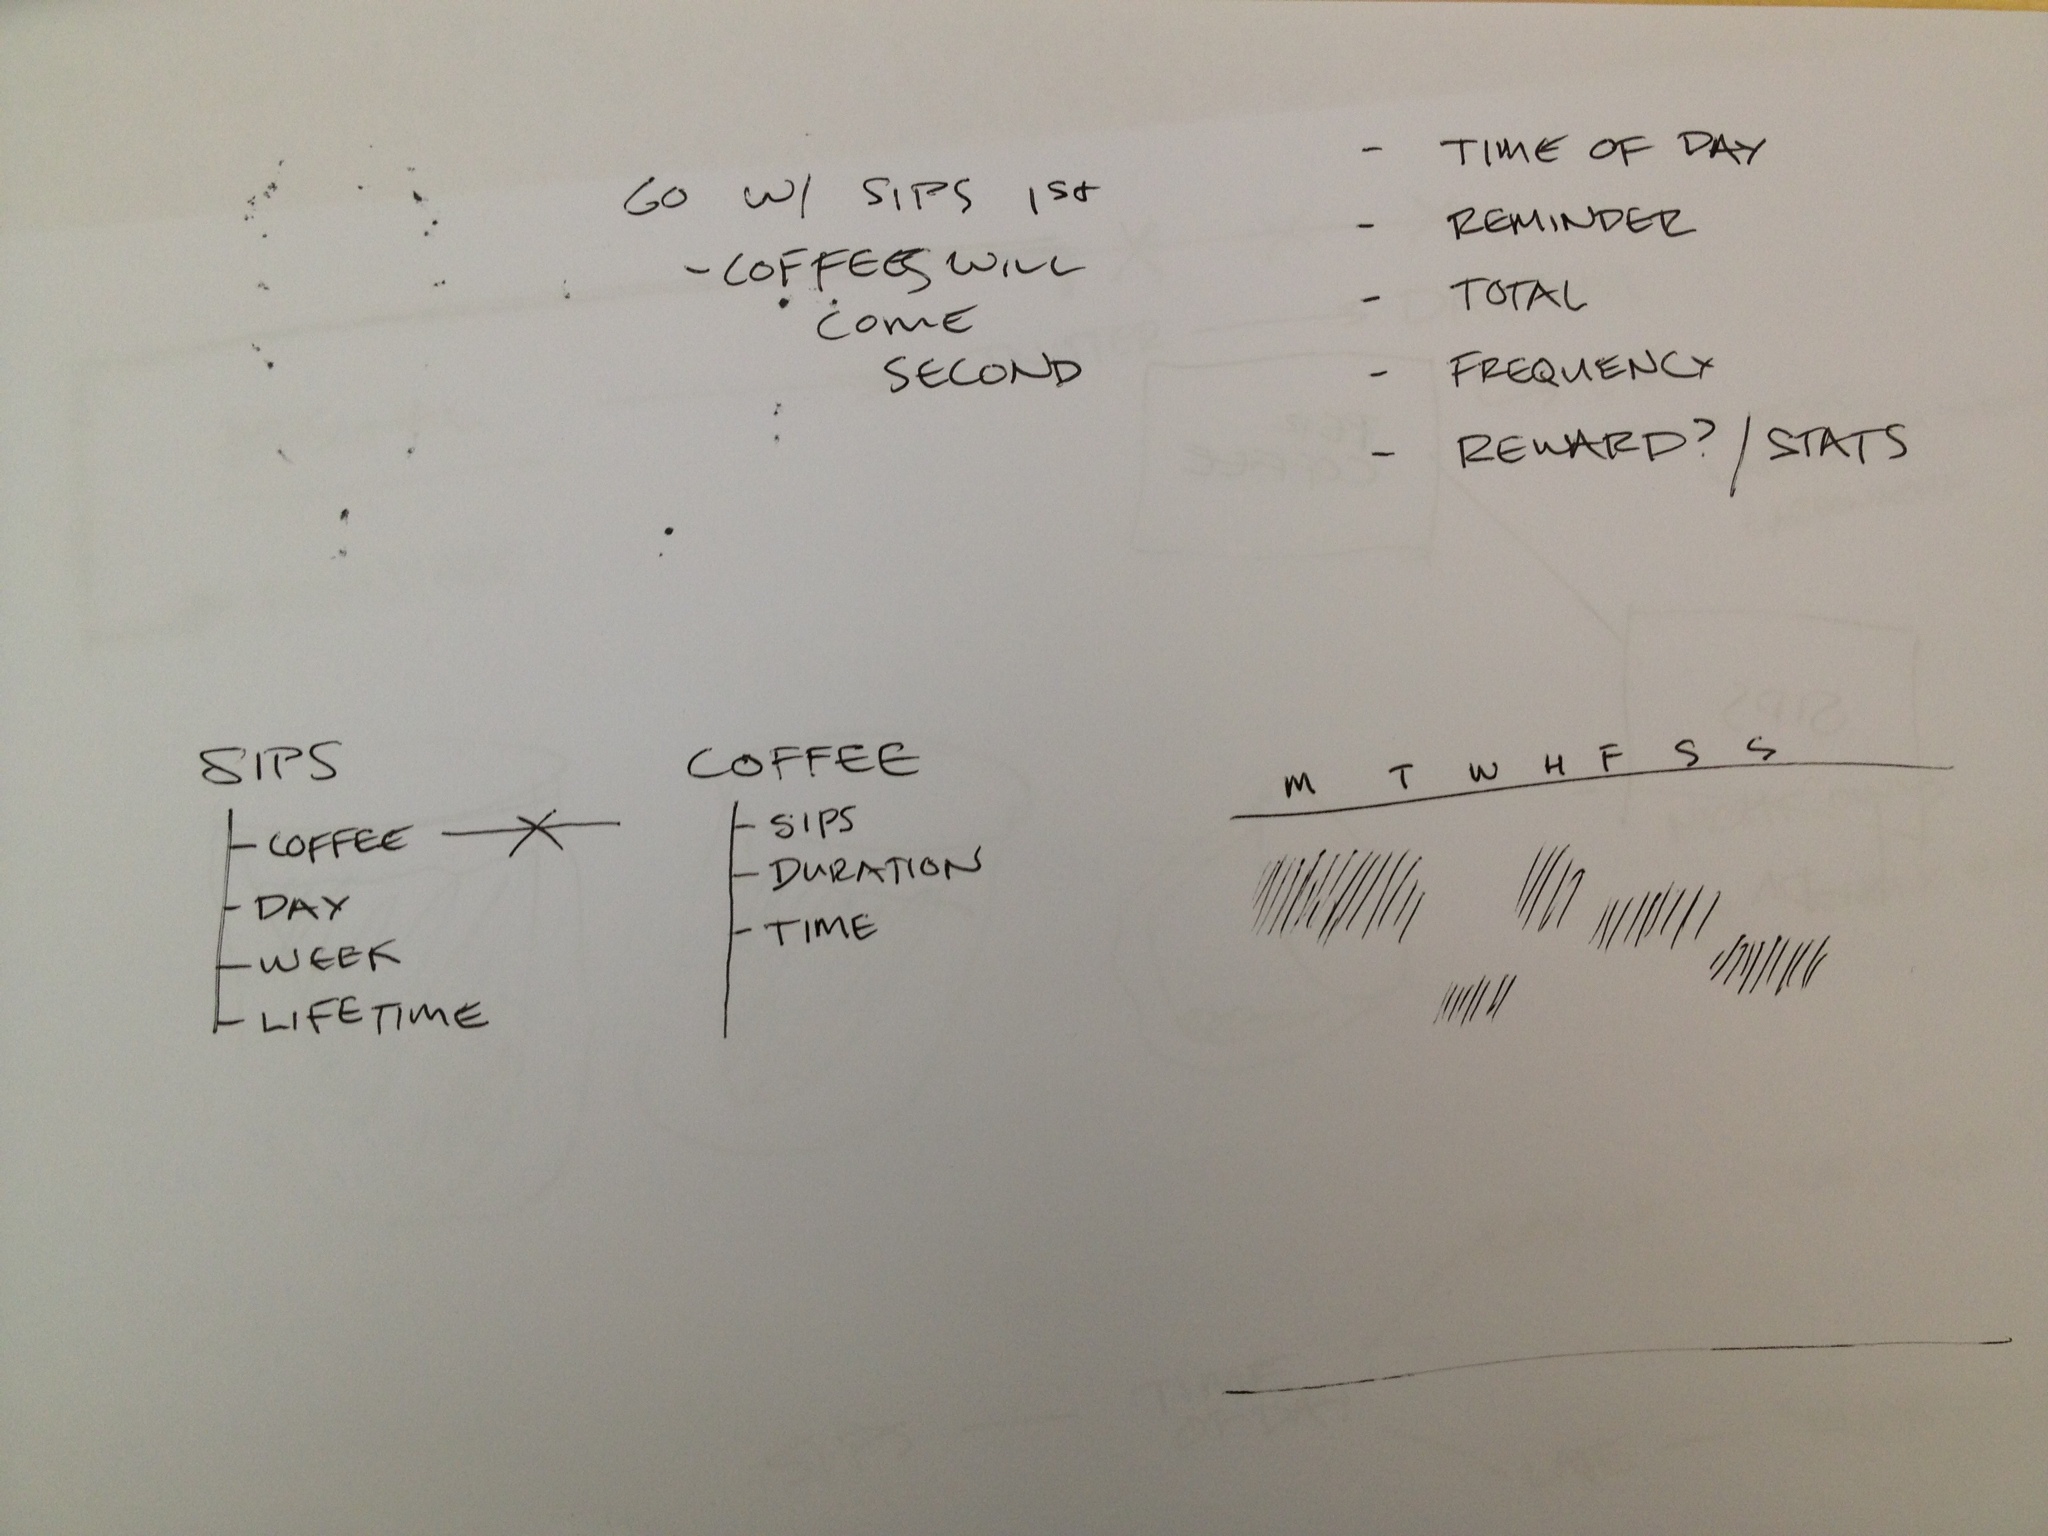 GO W/ SIPS 1st
- COFFEES WILL
COME
SECOND
- TIME OF DAY
- REMINDER
- TOTAL
- FREQUENCY
- REWARD? / STATS
SIPS
COFFEE
DAY
WEEK
LIFETIME
COFFEE
SIPS
DURATION
TIME
M T W H F S S